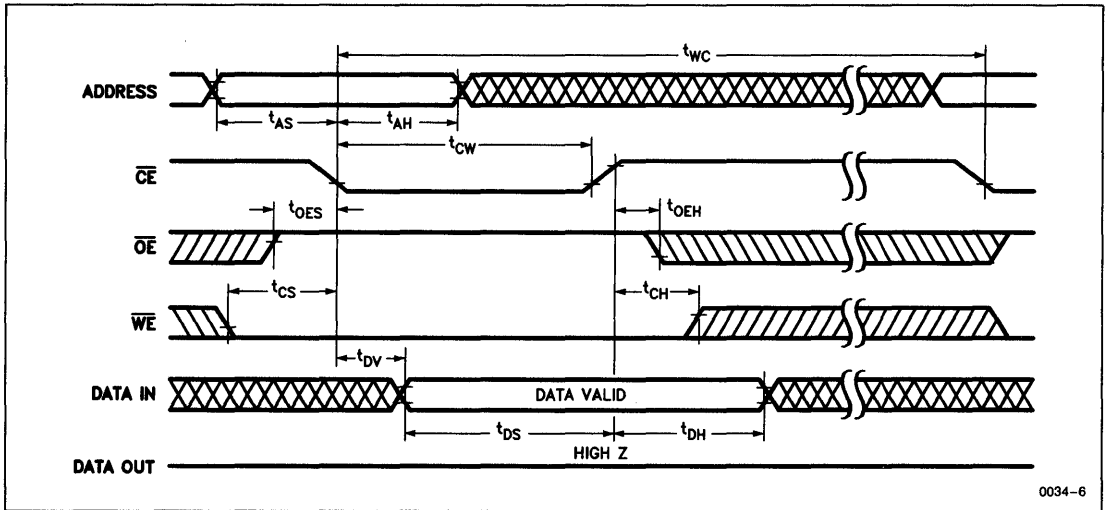 tWC
ADDRESS
tAS
tAH
tCW
CE
tOES
tOEH
OE
tCS
tCH
WE
tDV
DATA IN
DATA VALID
tDS
tDH
HIGH Z
DATA OUT
0034-6